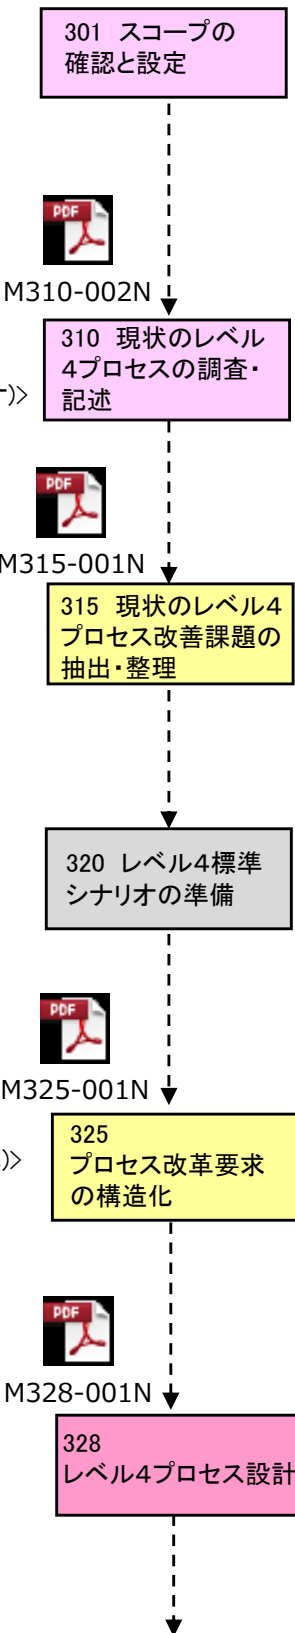 301 スコープの
確認と設定
PDF
M310-002N
310 現状のレベル
4プロセスの調査・
記述
)>
PDF
M315-001N
315 現状のレベル4
プロセス改善課題の
抽出・整理
320 レベル4標準
シナリオの準備
PDF
M325-001N
)>
325
プロセス改革要求
の構造化
PDF
M328-001N
328
レベル4プロセス設計